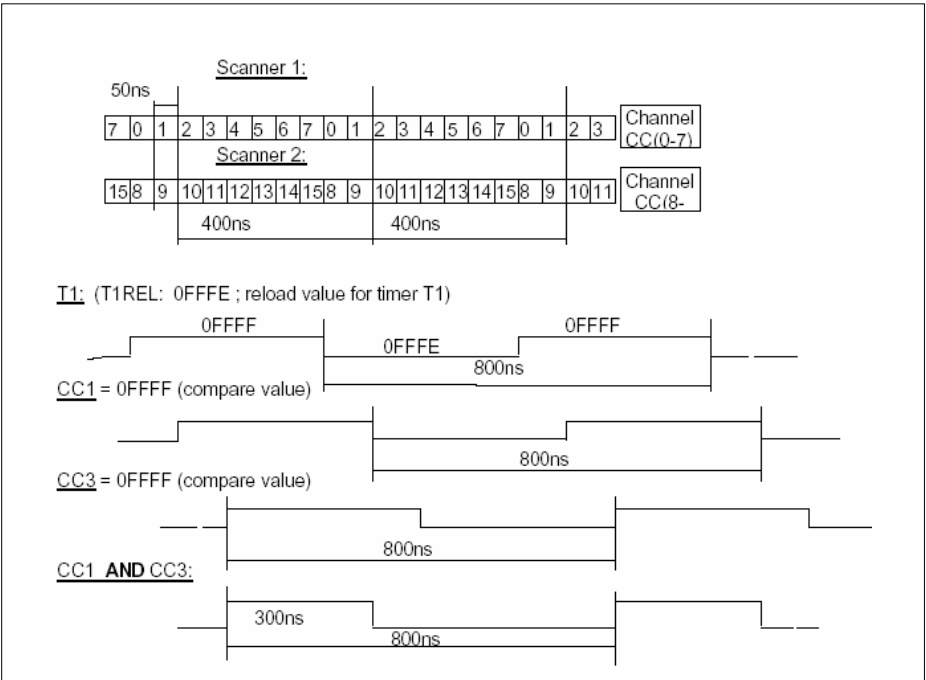 Scanner 1:
50ns
7 0 1 2 3 4 5 6 7 0 1 2 3 4 5 6 7 0 1 2 3
Channel
CC(0-7)
Scanner 2:
15 8 9 10 11 12 13 14 15 8 9 10 11 12 13 14 15 8 9 10 11
Channel
CC(8-
400ns 400ns
T1: (T1REL: 0FFFE ; reload value for timer T1)
0FFFF 0FFFF
0FFFE
800ns
CC1 = 0FFFF (compare value)
800ns
CC3 = 0FFFF (compare value)
800ns
CC1 AND CC3:
300ns
800ns